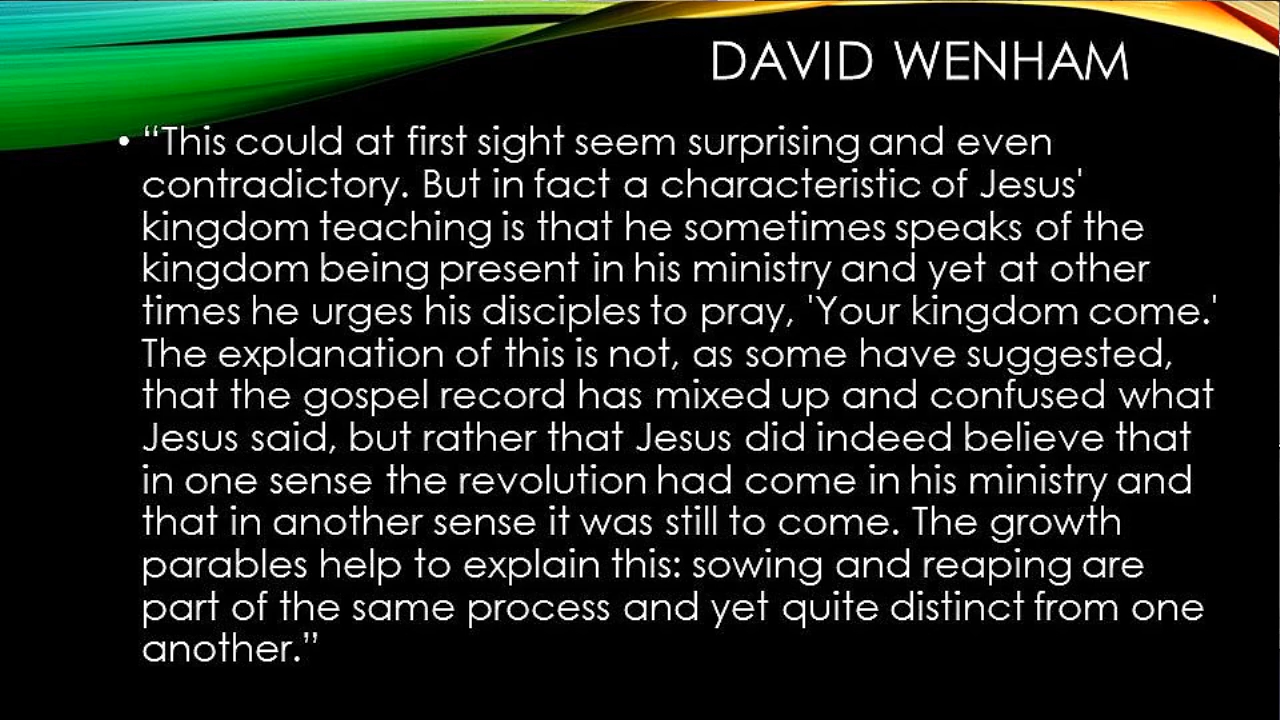 DAVID WENHAM
• “This could at first sight seem surprising and even
contradictory. But in fact a characteristic of Jesus'
kingdom teaching is that he sometimes speaks of the
kingdom being present in his ministry and yet at other
times he urges his disciples to pray, 'Your kingdom come.'
The explanation of this is not, as some have suggested,
that the gospel record has mixed up and confused what
Jesus said, but rather that Jesus did indeed believe that
in one sense the revolution had come in his ministry and
that in another sense it was still to come. The growth
parables help to explain this: sowing and reaping are
part of the same process and yet quite distinct from one
another.”